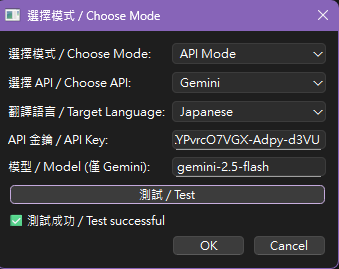 選擇模式 / Choose Mode
選擇模式 / Choose Mode: API Mode
選擇 API / Choose API: Gemini
翻譯語言 / Target Language: Japanese
API 金鑰 / API Key: YPvrcO7VGX-Adpy-d3VU
模型 / Model (僅 Gemini): gemini-2.5-flash
測試 / Test
測試成功 / Test successful
OK Cancel